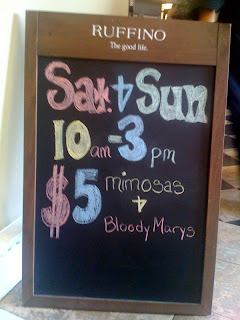 RUFFINO
The good life.
Sat. + Sun
10am-3pm
$5 mimosas
+
Bloody Marys